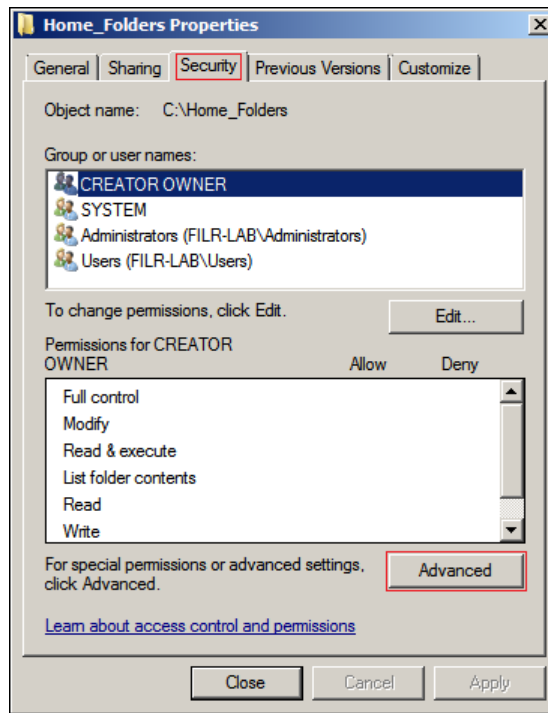 Home_Folders Properties
General Sharing Security Previous Versions Customize
Object name: C:\Home_Folders
Group or user names:
CREATOR OWNER
SYSTEM
Administrators (FILR-LAB\Administrators)
Users (FILR-LAB\Users)
To change permissions, click Edit. Edit...
Permissions for CREATOR
OWNER Allow Deny
Full control
Modify
Read & execute
List folder contents
Read
Write
For special permissions or advanced settings,
click Advanced. Advanced
Learn about access control and permissions
Close Cancel Apply